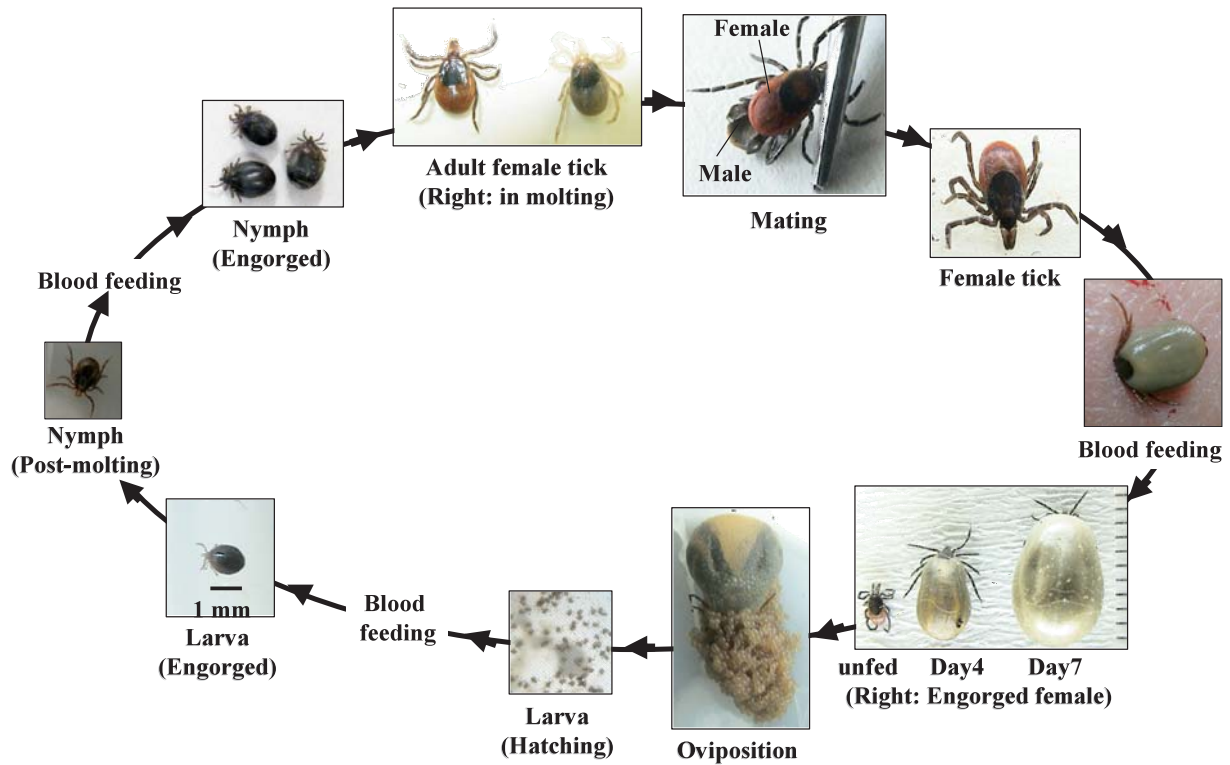 Female
Male
Adult female tick
(Right: in molting)
Mating
Nymph
(Engorged)
Female tick
Blood feeding
Blood feeding
Nymph
(Post-molting)
1 mm
Larva
(Engorged)
Blood
feeding
Larva
(Hatching)
Oviposition
unfed Day4 Day7
(Right: Engorged female)